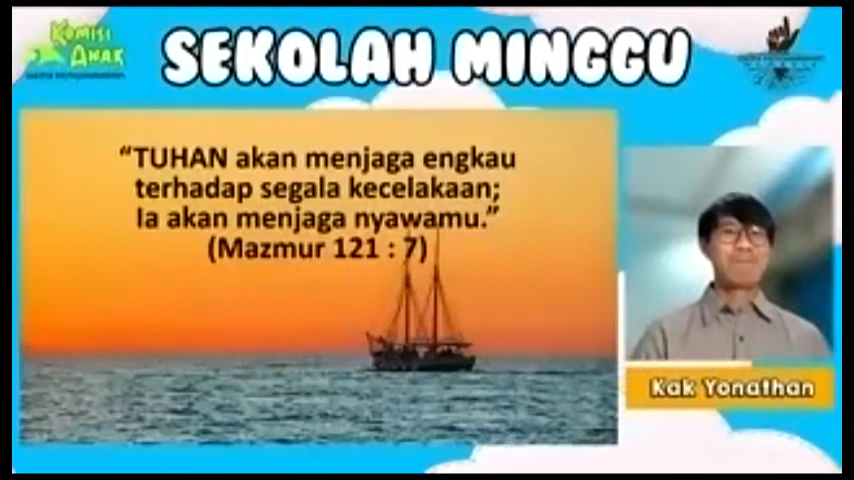 Komisi
Anak
SEKOLAH MINGGU
“TUHAN akan menjaga engkau
terhadap segala kecelakaan;
Ia akan menjaga nyawamu.”
(Mazmur 121 : 7)
Kak Yonathan